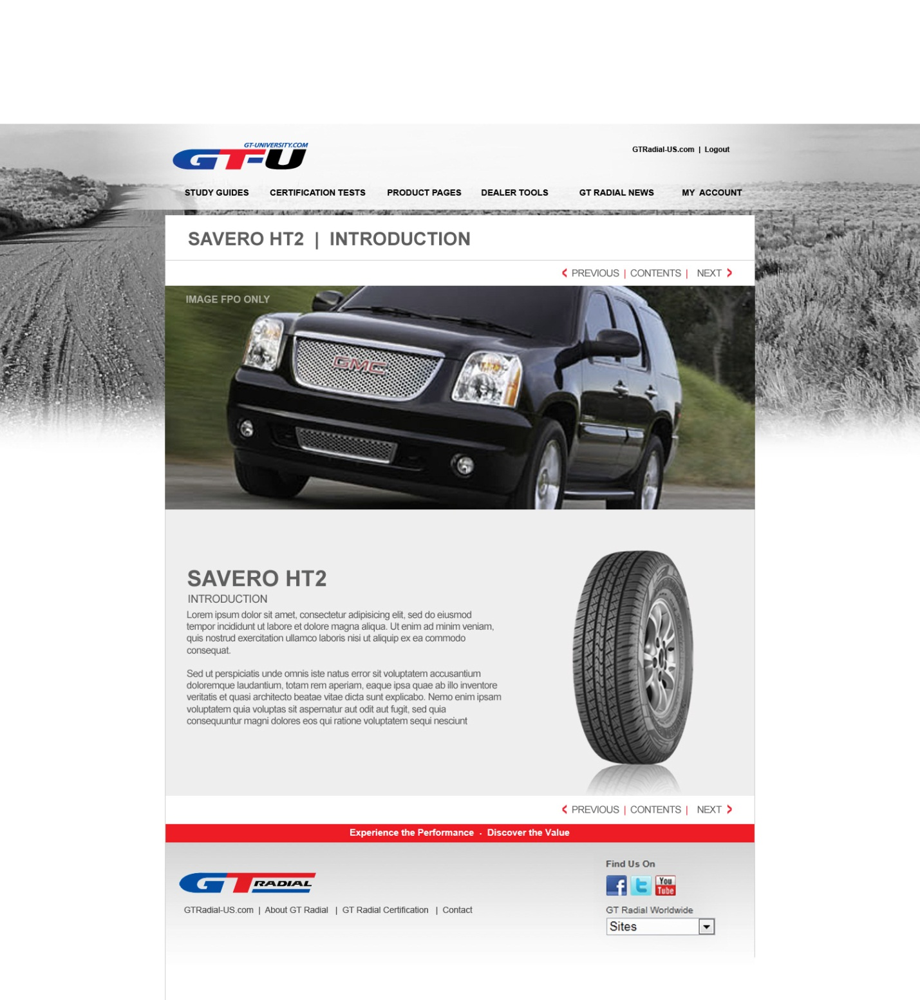 GT-UNIVERSITY.COM
GT-U
GTRadial-US.com | Logout
STUDY GUIDES CERTIFICATION TESTS PRODUCT PAGES DEALER TOOLS GT RADIAL NEWS MY ACCOUNT
SAVERO HT2 | INTRODUCTION
PREVIOUS | CONTENTS | NEXT
IMAGE FPO ONLY
GMC
SAVERO HT2
INTRODUCTION
Lorem ipsum dolor sit amet, consectetur adipisicing elit, sed do eiusmod
tempor incididunt ut labore et dolore magna aliqua. Ut enim ad minim veniam,
quis nostrud exercitation ullamco laboris nisi ut aliquip ex ea commodo
consequat.
Sed ut perspiciatis unde omnis iste natus error sit voluptatem accusantium
doloremque laudantium, totam rem aperiam, eaque ipsa quae ab illo inventore
veritatis et quasi architecto beatae vitae dicta sunt explicabo. Nemo enim ipsam
voluptatem quia voluptas sit aspernatur aut odit aut fugit, sed quia
consequuntur magni dolores eos qui ratione voluptatem sequi nesciunt
PREVIOUS | CONTENTS | NEXT
Experience the Performance - Discover the Value
GT RADIAL
GTRadial-US.com | About GT Radial | GT Radial Certification | Contact
Find Us On
f t You Tube
GT Radial Worldwide
Sites